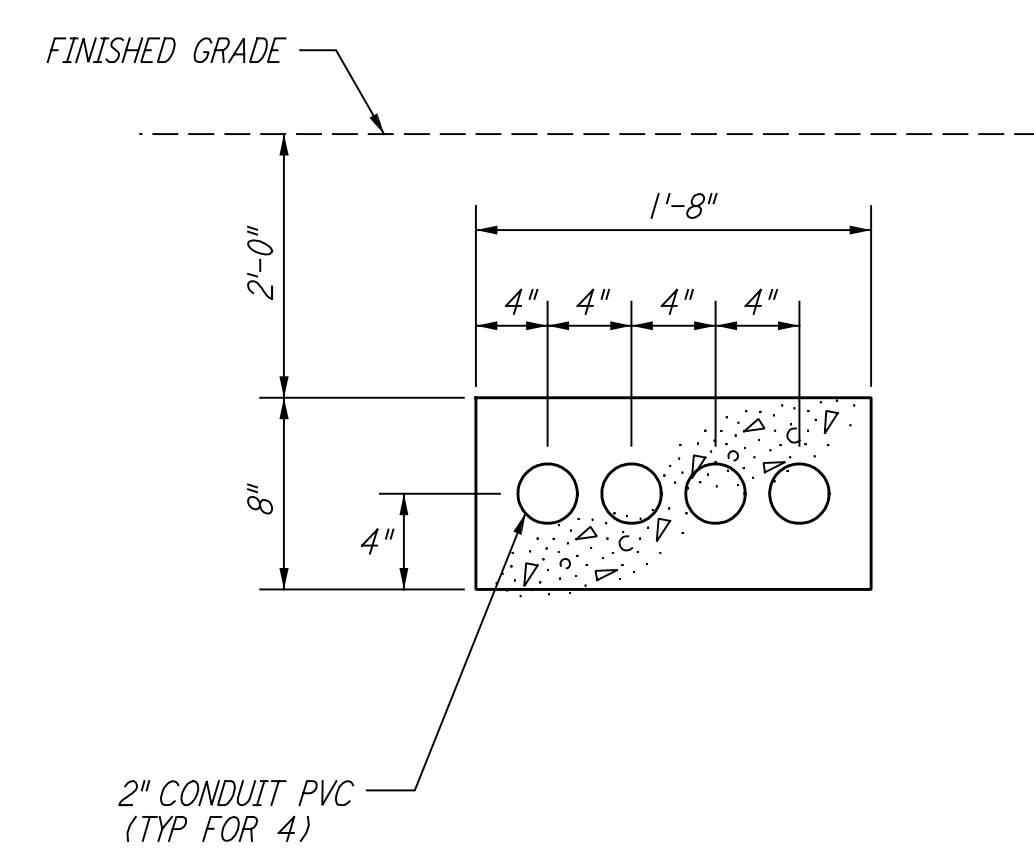 FINISHED GRADE
1'-8"
2'-0"
4" 4" 4" 4"
8"
4"
2" CONDUIT PVC
(TYP FOR 4)